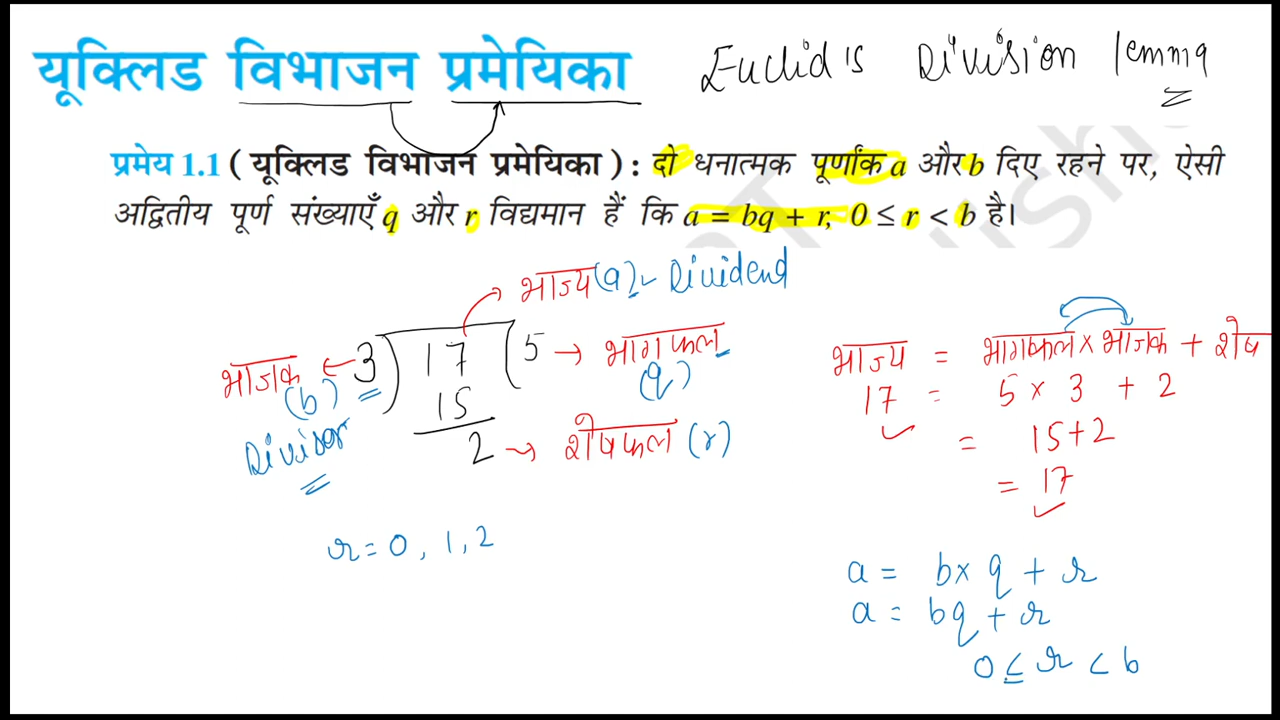 यूक्लिड विभाजन प्रमेयिका Euclid's Division lemma
प्रमेय 1.1 ( यूक्लिड विभाजन प्रमेयिका ) : दो धनात्मक पूर्णांक a और b दिए रहने पर, ऐसी
अद्वितीय पूर्ण संख्याएँ q और r विद्यमान हैं कि a = bq + r, 0 ≤ r < b है।
भाज्य (a) - Dividend
भाजक ← 3) 17 (5 → भागफल
(b) 15 (q)
Divisor 2 → शेषफल (r)
r = 0, 1, 2
भाज्य = भागफल × भाजक + शेष
17 = 5 × 3 + 2
= 15+2
= 17
a = b× q + r
a = bq + r
0 ≤ r < b